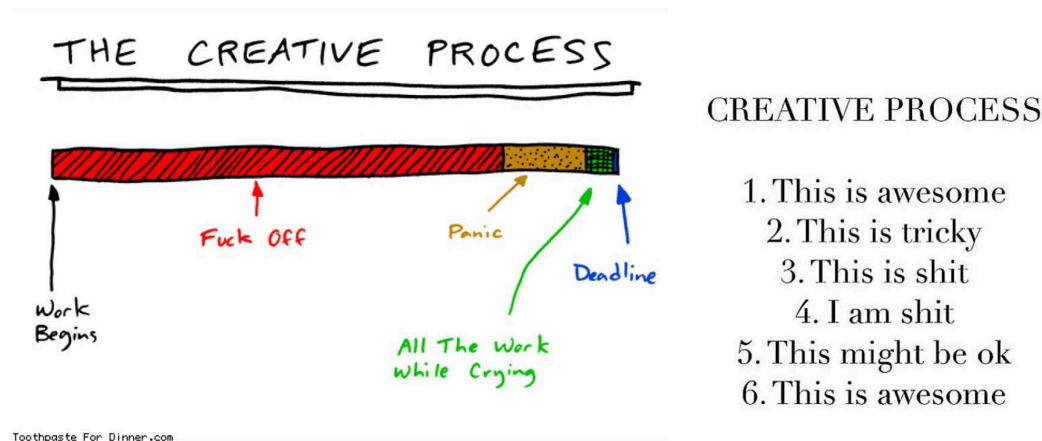 THE CREATIVE PROCESS
Fuck Off
Panic
Deadline
Work
Begins
All The Work
While Crying
Toothpaste For Dinner.com
CREATIVE PROCESS
1. This is awesome
2. This is tricky
3. This is shit
4. I am shit
5. This might be ok
6. This is awesome